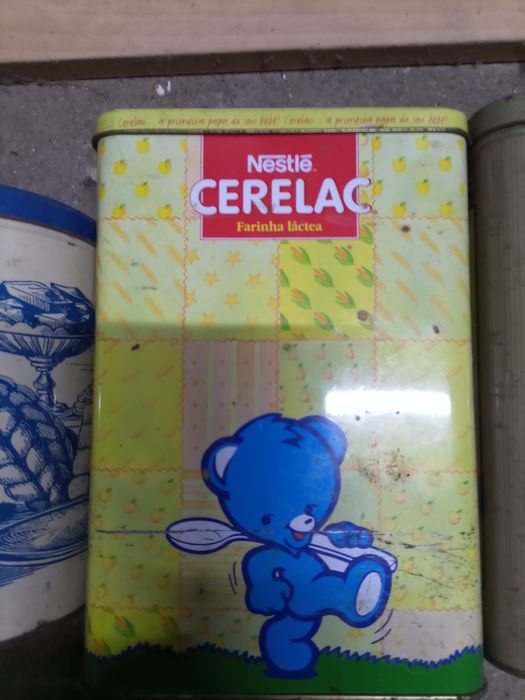 Cerelac... a primeira papa do seu bebé! Cerelac... a primeira papa do seu bebé!
Nestlé
CERELAC
Farinha láctea